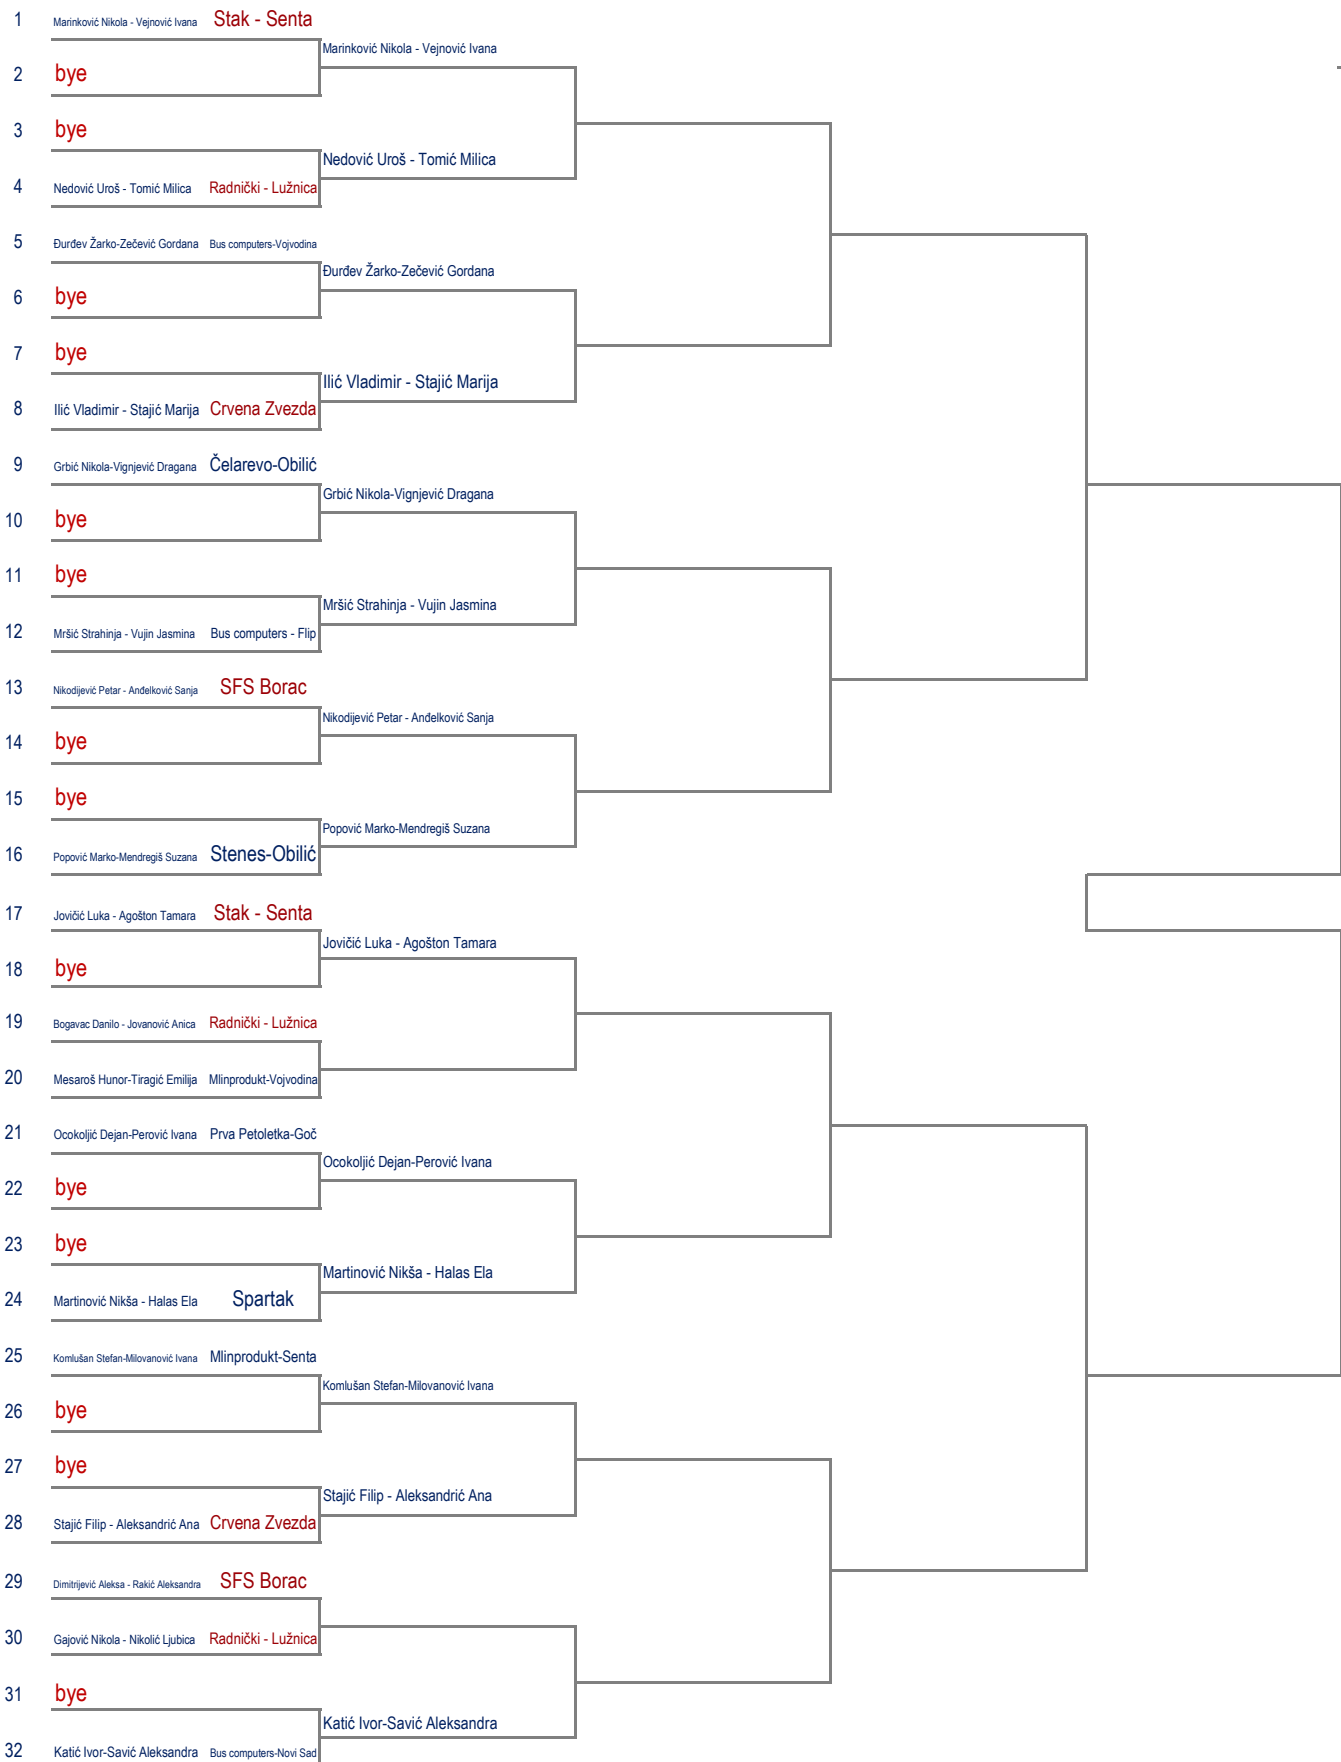 1 Marinković Nikola - Vejnović Ivana Stak - Senta
Marinković Nikola - Vejnović Ivana
2 bye
3 bye
Nedović Uroš - Tomić Milica
4 Nedović Uroš - Tomić Milica Radnički - Lužnica
5 Đurđev Žarko-Zečević Gordana Bus computers-Vojvodina
Đurđev Žarko-Zečević Gordana
6 bye
7 bye
Ilić Vladimir - Stajić Marija
8 Ilić Vladimir - Stajić Marija Crvena Zvezda
9 Grbić Nikola-Vignjević Dragana Čelarevo-Obilić
Grbić Nikola-Vignjević Dragana
10 bye
11 bye
Mršić Strahinja - Vujin Jasmina
12 Mršić Strahinja - Vujin Jasmina Bus computers - Flip
13 Nikodijević Petar - Anđelković Sanja SFS Borac
Nikodijević Petar - Anđelković Sanja
14 bye
15 bye
Popović Marko-Mendregiš Suzana
16 Popović Marko-Mendregiš Suzana Stenes-Obilić
17 Jovičić Luka - Agošton Tamara Stak - Senta
Jovičić Luka - Agošton Tamara
18 bye
19 Bogavac Danilo - Jovanović Anica Radnički - Lužnica
20 Mesaroš Hunor-Tiragić Emilija Mlinprodukt-Vojvodina
21 Ocokoljić Dejan-Perović Ivana Prva Petoletka-Goč
Ocokoljić Dejan-Perović Ivana
22 bye
23 bye
Martinović Nikša - Halas Ela
24 Martinović Nikša - Halas Ela Spartak
25 Komlušan Stefan-Milovanović Ivana Mlinprodukt-Senta
Komlušan Stefan-Milovanović Ivana
26 bye
27 bye
Stajić Filip - Aleksandrić Ana
28 Stajić Filip - Aleksandrić Ana Crvena Zvezda
29 Dimitrijević Aleksa - Rakić Aleksandra SFS Borac
30 Gajović Nikola - Nikolić Ljubica Radnički - Lužnica
31 bye
Katić Ivor-Savić Aleksandra
32 Katić Ivor-Savić Aleksandra Bus computers-Novi Sad